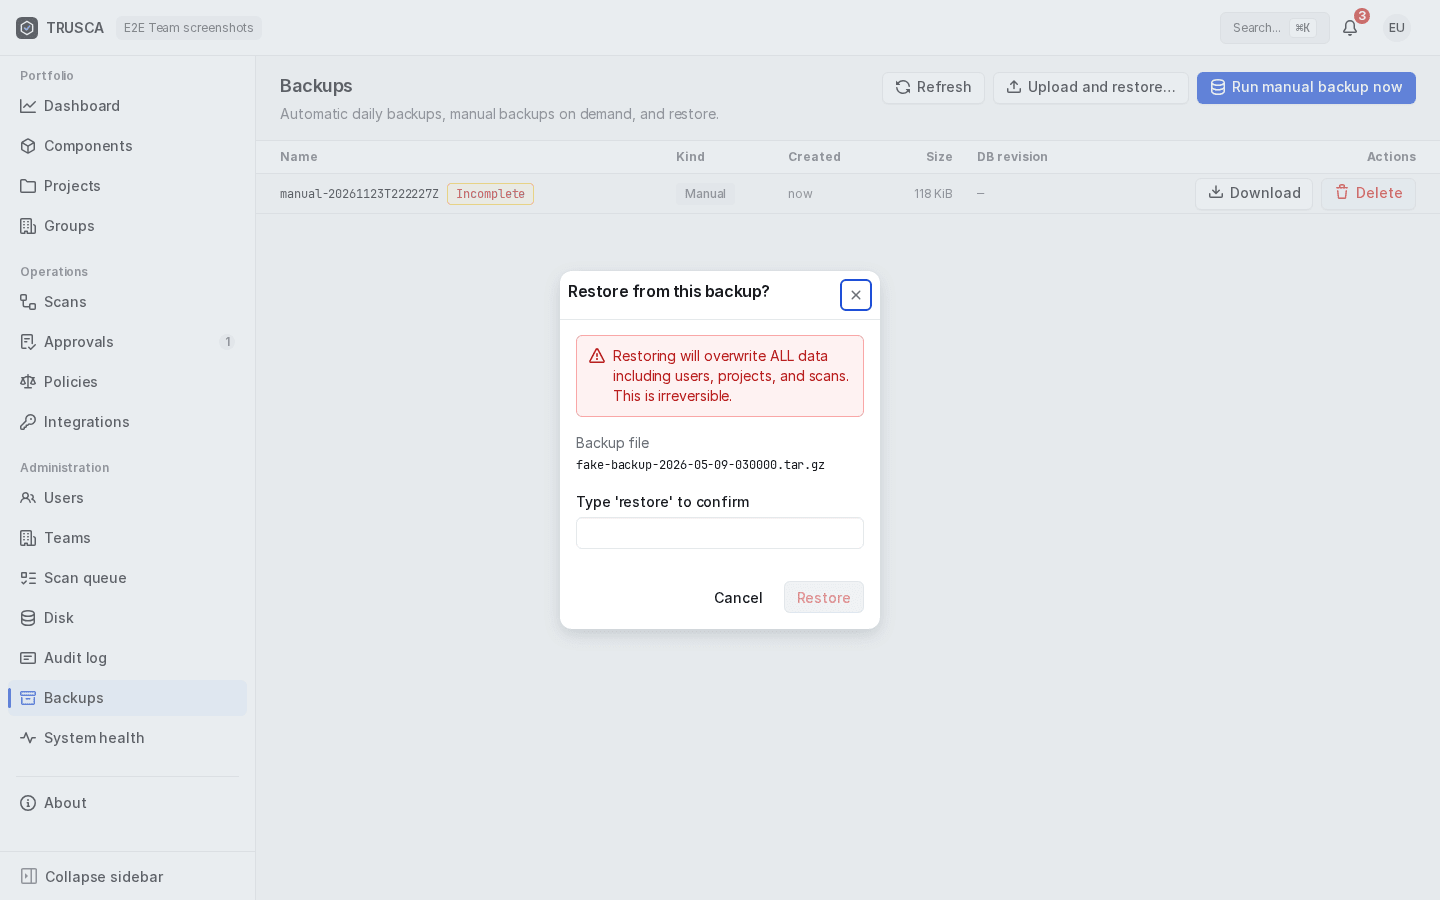 TRUSCA
E2E Team screenshots
Search...
⌘K
3
EU
Portfolio
Dashboard
Components
Projects
Groups
Operations
Scans
Approvals
1
Policies
Integrations
Administration
Users
Teams
Scan queue
Disk
Audit log
Backups
System health
About
Collapse sidebar
Backups
Automatic daily backups, manual backups on demand, and restore.
Refresh
Upload and restore...
Run manual backup now
Name
Kind
Created
Size
DB revision
Actions
manual-20261123T222227Z
Incomplete
Manual
now
118 KiB
—
Download
Delete
Restore from this backup?
Restoring will overwrite ALL data
including users, projects, and scans.
This is irreversible.
Backup file
fake-backup-2026-05-09-030000.tar.gz
Type 'restore' to confirm
Cancel
Restore